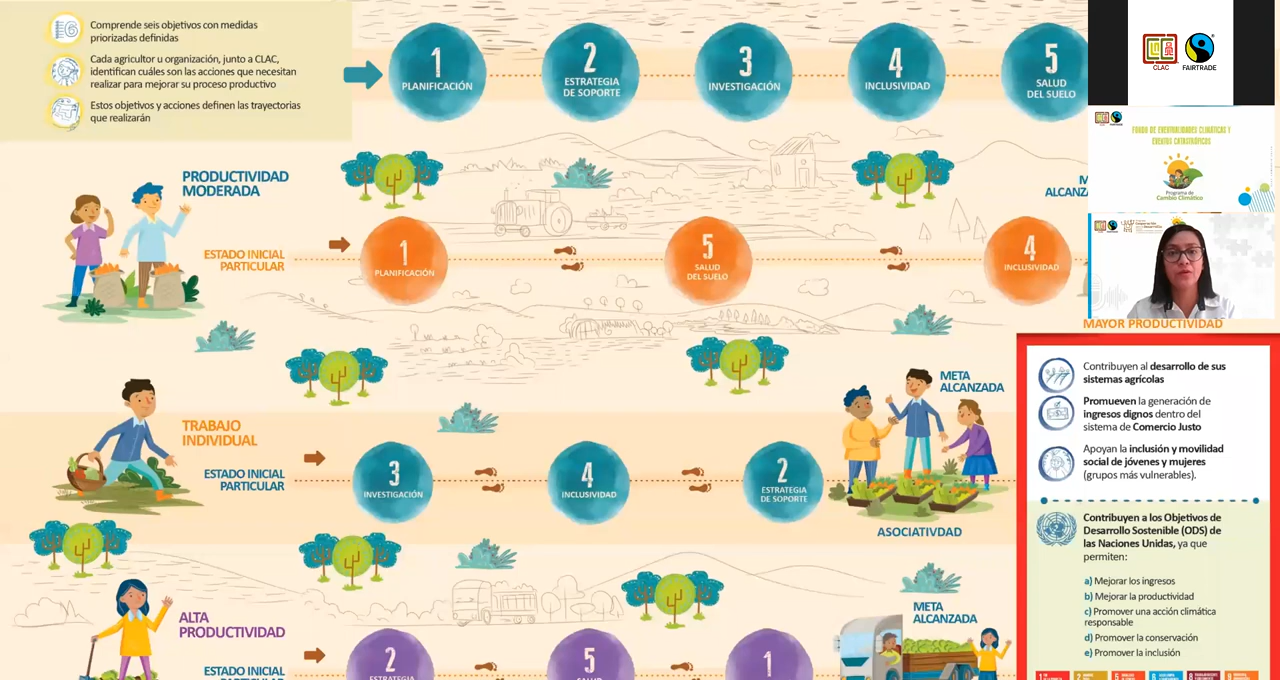 Comprende seis objetivos con medidas
priorizadas definidas
Cada agricultor u organización, junto a CLAC,
identifican cuáles son las acciones que necesitan
realizar para mejorar su proceso productivo
Estos objetivos y acciones definen las trayectorias
que realizarán
6
1
PLANIFICACIÓN
2
ESTRATEGIA
DE SOPORTE
3
INVESTIGACIÓN
4
INCLUSIVIDAD
5
SALUD
DEL SUELO
CLAC
FAIRTRADE
FONDO DE EVENTUALIDADES CLIMÁTICAS Y
EVENTOS CATASTRÓFICOS
Programa de
Cambio Climático
PRODUCTIVIDAD
MODERADA
ESTADO INICIAL
PARTICULAR
1
PLANIFICACIÓN
5
SALUD
DEL SUELO
4
INCLUSIVIDAD
M
ALCANZA
MAYOR PRODUCTIVIDAD
TRABAJO
INDIVIDUAL
ESTADO INICIAL
PARTICULAR
3
INVESTIGACIÓN
4
INCLUSIVIDAD
2
ESTRATEGIA
DE SOPORTE
META
ALCANZADA
ASOCIATIVDAD
ALTA
PRODUCTIVIDAD
ESTADO INICIAL
PARTICULAR
2
ESTRATEGIA
5
SALUD
1
META
ALCANZADA
Contribuyen al desarrollo de sus
sistemas agrícolas
Promueven la generación de
ingresos dignos dentro del
sistema de Comercio Justo
Apoyan la inclusión y movilidad
social de jóvenes y mujeres
(grupos más vulnerables).
Contribuyen a los Objetivos de
Desarrollo Sostenible (ODS) de
las Naciones Unidas, ya que
permiten:
a) Mejorar los ingresos
b) Mejorar la productividad
c) Promover una acción climática
responsable
d) Promover la conservación
e) Promover la inclusión